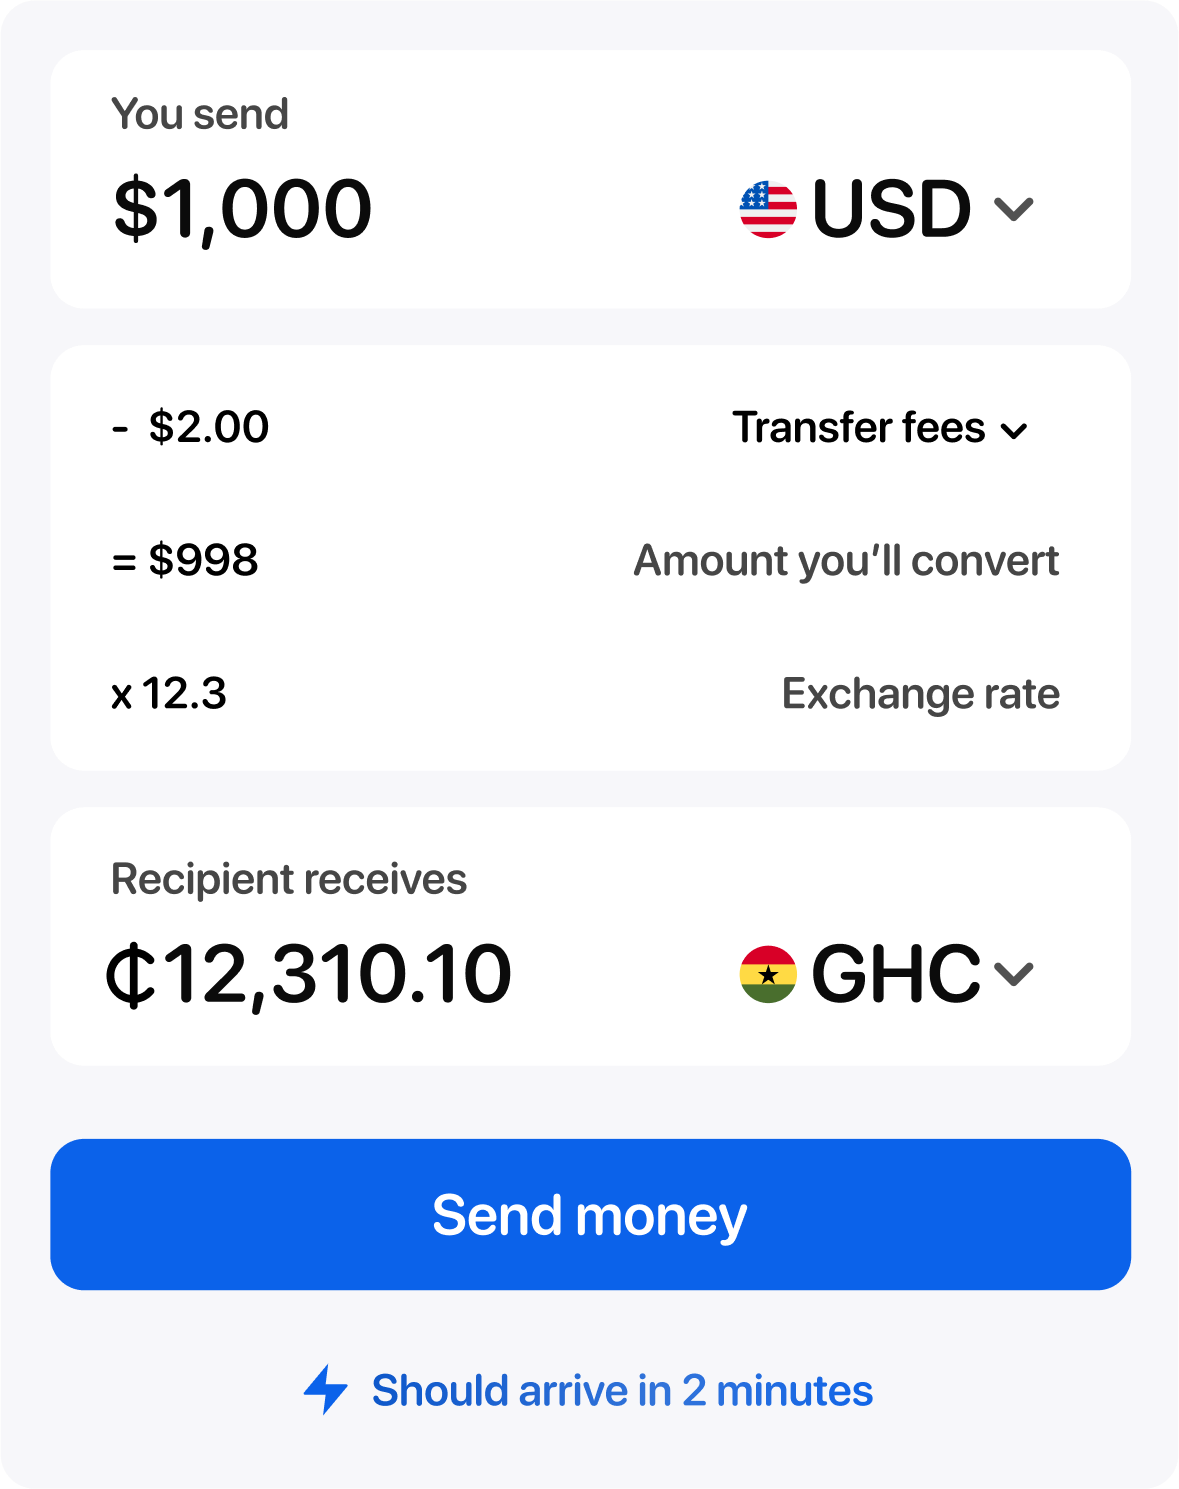 You send
$1,000 USD
- $2.00 Transfer fees
= $998 Amount you’ll convert
x 12.3 Exchange rate
Recipient receives
₵12,310.10 GHC
Send money
Should arrive in 2 minutes